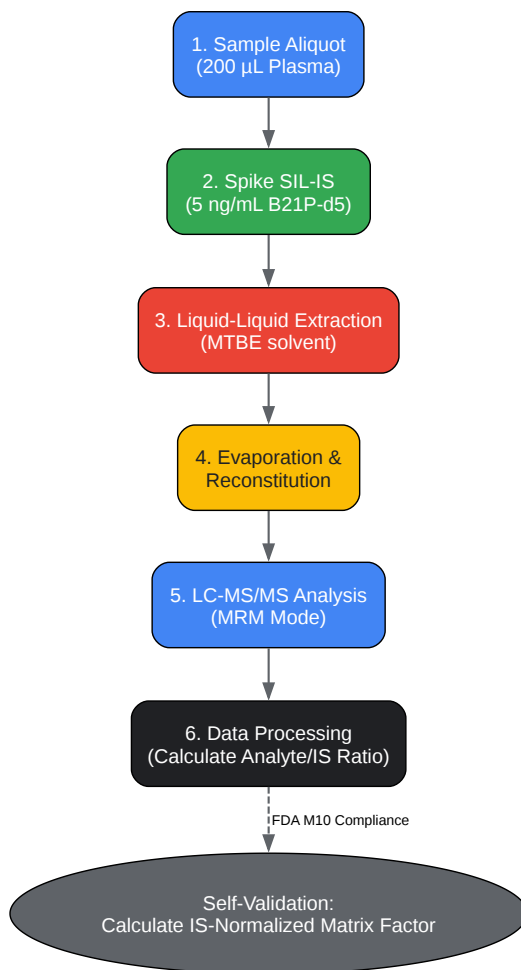 1. Sample Aliquot
(200 µL Plasma)
2. Spike SIL-IS
(5 ng/mL B21P-d5)
3. Liquid-Liquid Extraction
(MTBE solvent)
4. Evaporation &
Reconstitution
5. LC-MS/MS Analysis
(MRM Mode)
6. Data Processing
(Calculate Analyte/IS Ratio)
FDA M10 Compliance
Self-Validation:
Calculate IS-Normalized Matrix Factor